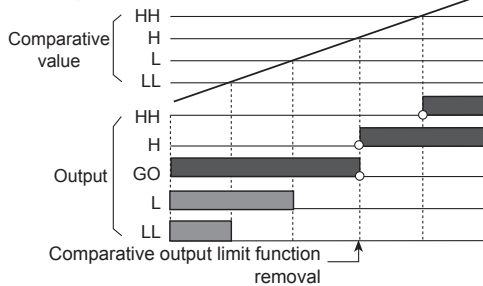 HH
H
Comparative
value
L
LL
HH
H
Output
GO
L
LL
Comparative output limit function
removal